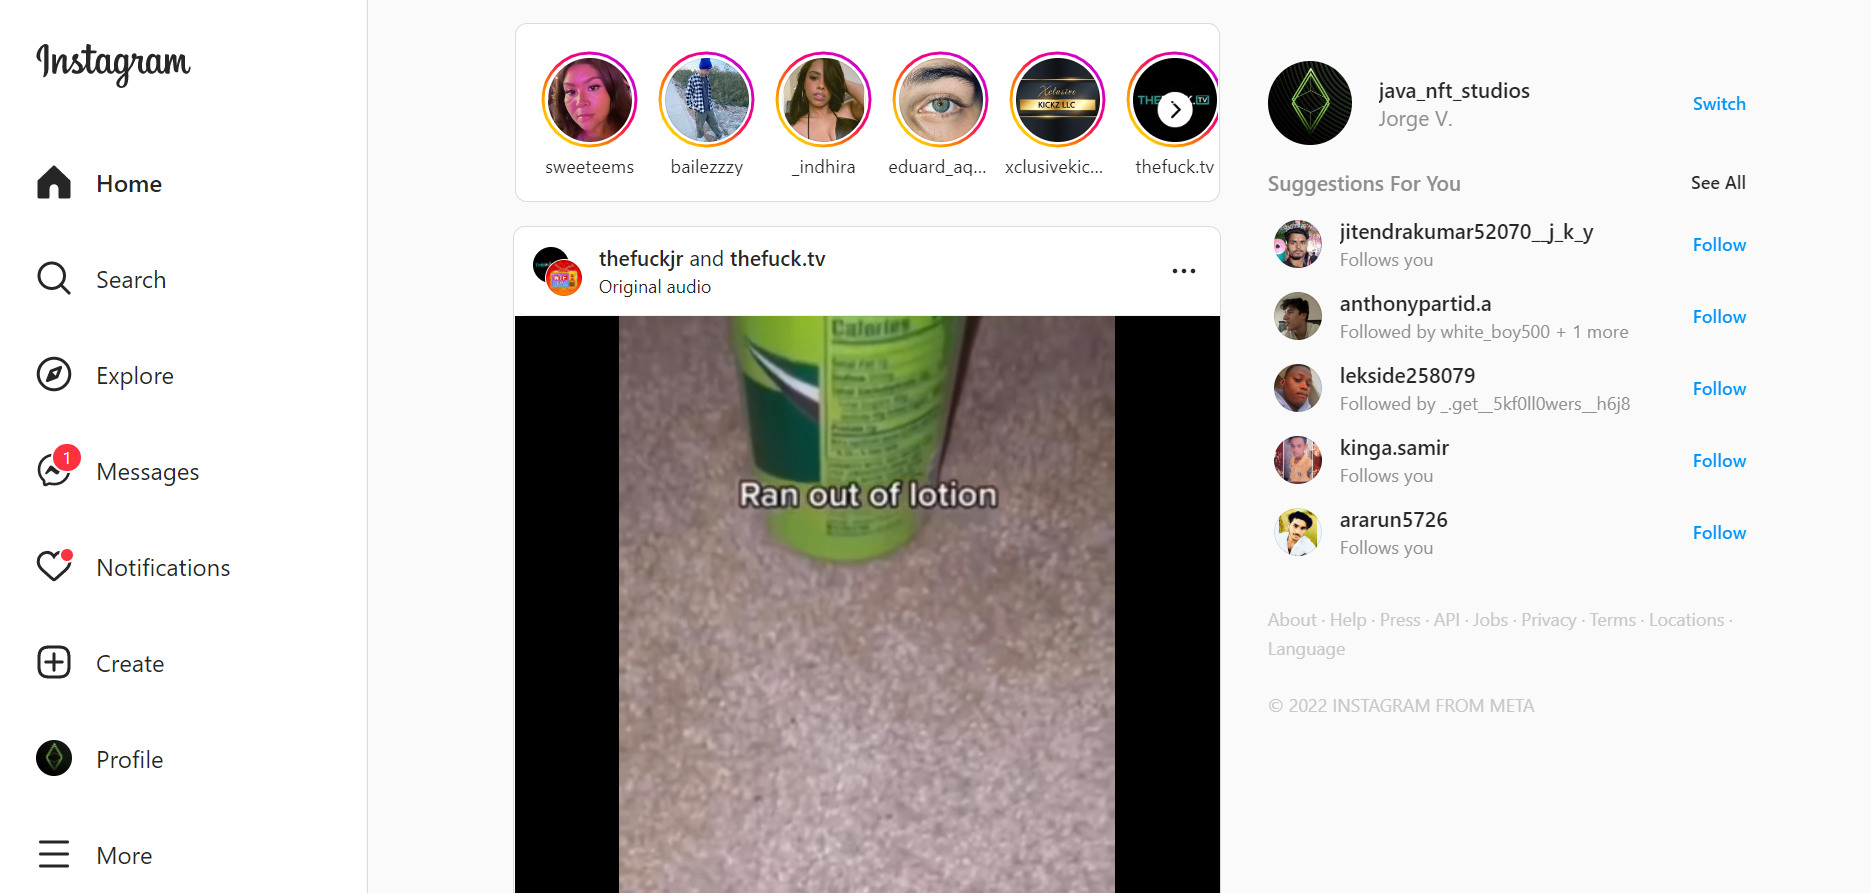 Instagram
Home
Search
Explore
1
Messages
Notifications
Create
Profile
More
KICKZ LLC
sweeteems
bailezzzy
_indhira
eduard_aq...
xclusivekic...
thefuck.tv
thefuckjr and thefuck.tv
Original audio
Calories
Ran out of lotion
java_nft_studios
Jorge V.
Switch
Suggestions For You
See All
jitendrakumar52070__j_k_y
Follows you
Follow
anthonypartid.a
Followed by white_boy500 + 1 more
Follow
lekside258079
Followed by _.get__5kf0ll0wers__h6j8
Follow
kinga.samir
Follows you
Follow
ararun5726
Follows you
Follow
About · Help · Press · API · Jobs · Privacy · Terms · Locations ·
Language
© 2022 INSTAGRAM FROM META